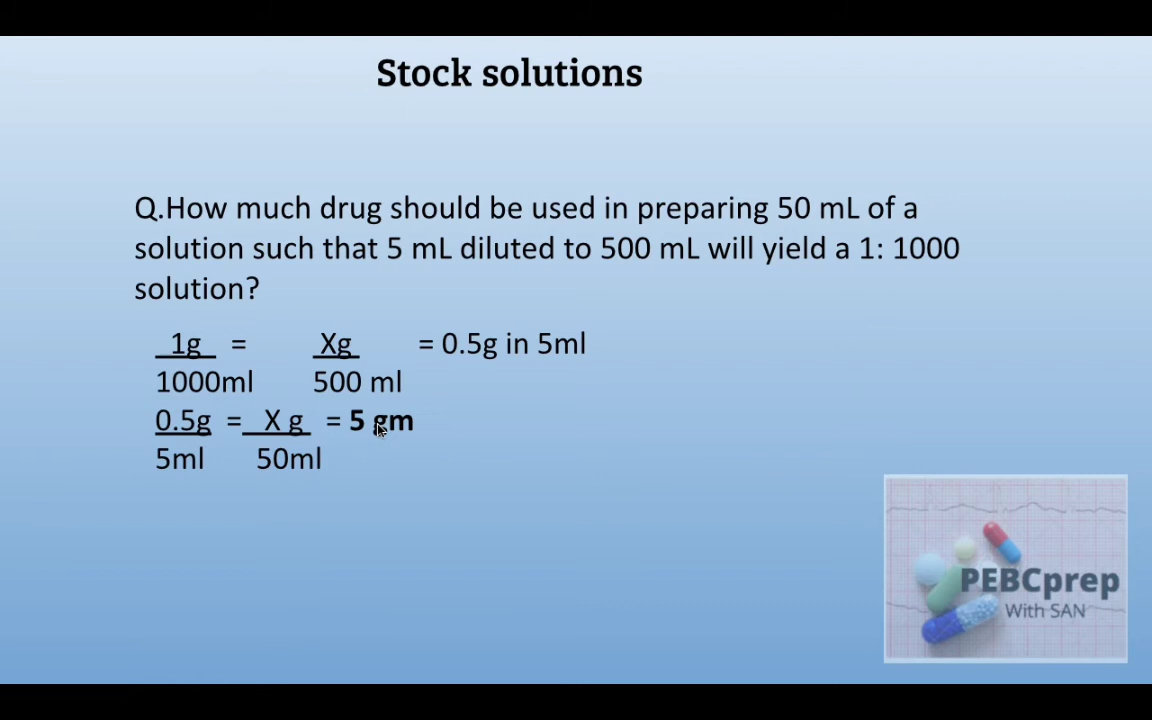 Stock solutions
Q.How much drug should be used in preparing 50 mL of a
solution such that 5 mL diluted to 500 mL will yield a 1: 1000
solution?
1g = Xg = 0.5g in 5ml
1000ml 500 ml
0.5g = X g = 5 gm
5ml 50ml
PEBCprep
With SAN